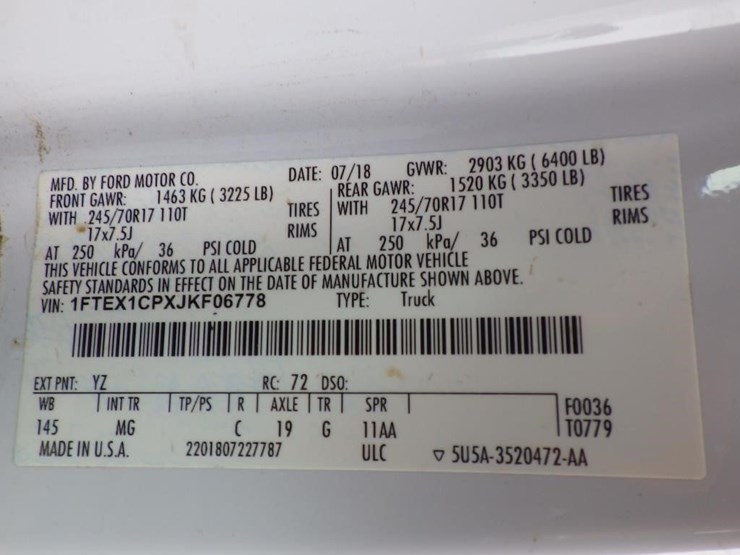 MFD. BY FORD MOTOR CO. DATE: 07/18 GVWR: 2903 KG ( 6400 LB)
FRONT GAWR: 1463 KG ( 3225 LB) REAR GAWR: 1520 KG ( 3350 LB)
WITH 245/70R17 110T TIRES WITH 245/70R17 110T TIRES
17x7.5J RIMS 17x7.5J RIMS
AT 250 kPa/ 36 PSI COLD AT 250 kPa/ 36 PSI COLD
THIS VEHICLE CONFORMS TO ALL APPLICABLE FEDERAL MOTOR VEHICLE
SAFETY STANDARDS IN EFFECT ON THE DATE OF MANUFACTURE SHOWN ABOVE.
VIN: 1FTEX1CPXJKF06778 TYPE: Truck
EXT PNT: YZ RC: 72 DSO:
WB INT TR TP/PS R AXLE TR SPR F0036
145 MG C 19 G 11AA T0779
MADE IN U.S.A. 2201807227787 ULC ▽ 5U5A-3520472-AA